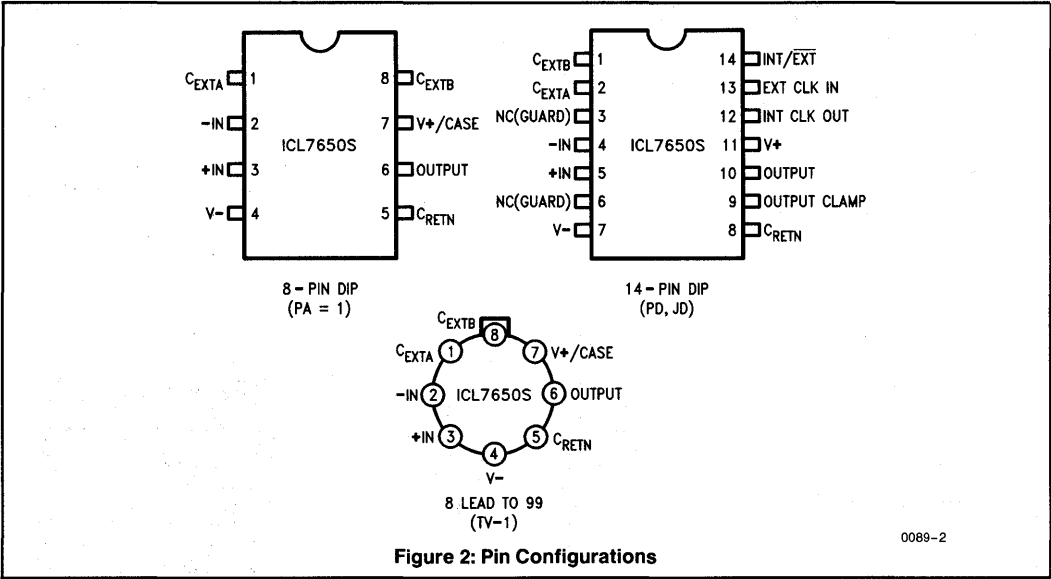 C_EXTA 1
-IN 2
+IN 3
V- 4
ICL7650S
8 C_EXTB
7 V+/CASE
6 OUTPUT
5 C_RETN
8 - PIN DIP
(PA = 1)
C_EXTB 1
C_EXTA 2
NC(GUARD) 3
-IN 4
+IN 5
NC(GUARD) 6
V- 7
ICL7650S
14 INT/E̅X̅T̅
13 EXT CLK IN
12 INT CLK OUT
11 V+
10 OUTPUT
9 OUTPUT CLAMP
8 C_RETN
14 - PIN DIP
(PD, JD)
C_EXTB 8
C_EXTA 1
7 V+/CASE
-IN 2
ICL7650S
6 OUTPUT
+IN 3
5 C_RETN
4
V-
8 LEAD TO 99
(TV-1)
0089-2
Figure 2: Pin Configurations